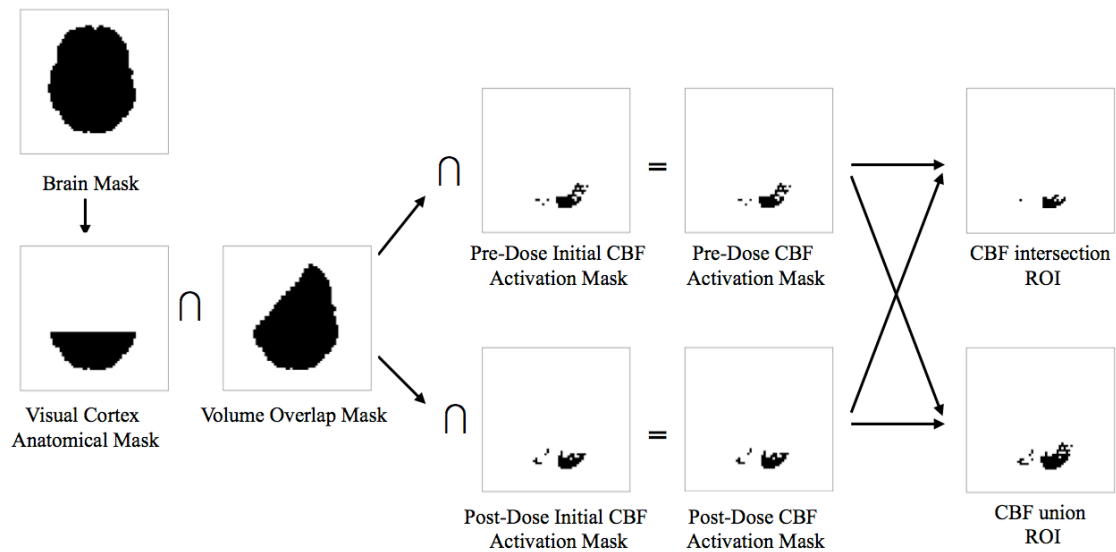 Brain Mask
∩
Visual Cortex
Anatomical Mask
Volume Overlap Mask
∩
Pre-Dose Initial CBF
Activation Mask
=
Pre-Dose CBF
Activation Mask
CBF intersection
ROI
∩
Post-Dose Initial CBF
Activation Mask
=
Post-Dose CBF
Activation Mask
CBF union
ROI